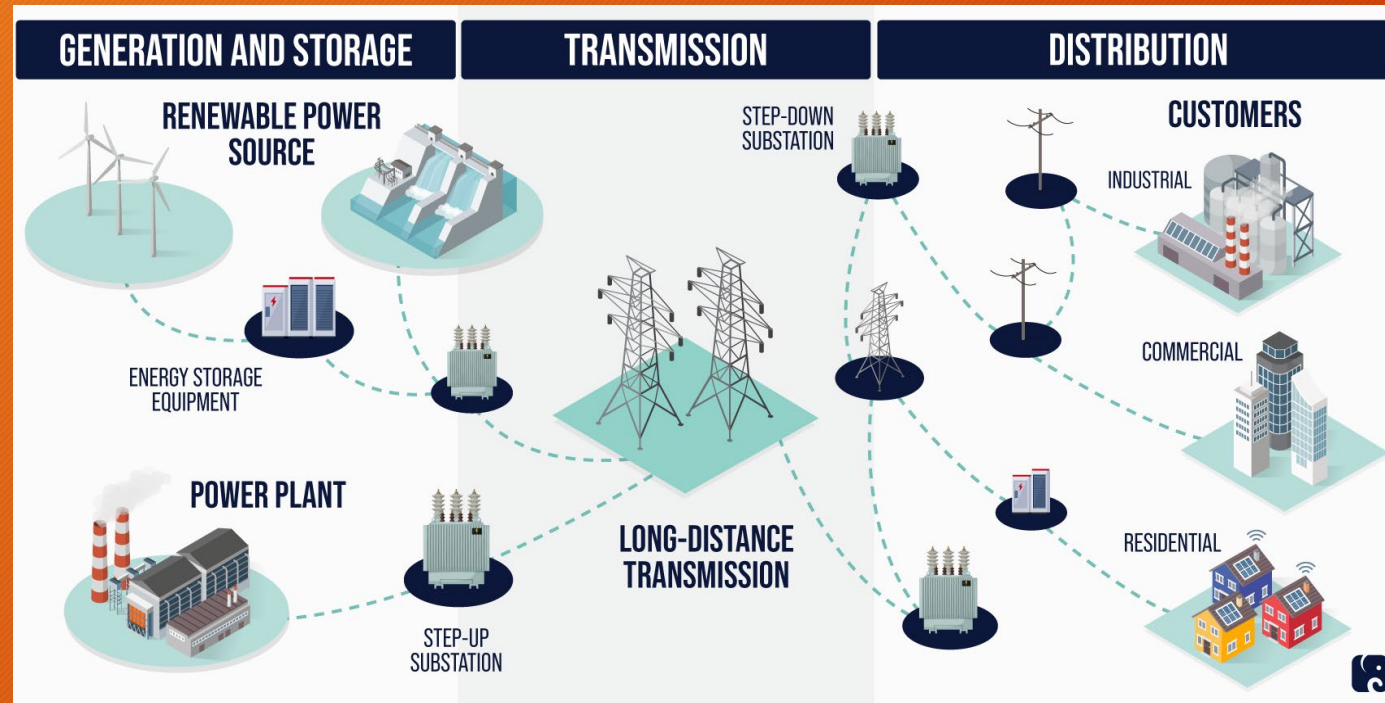 GENERATION AND STORAGE
TRANSMISSION
DISTRIBUTION
RENEWABLE POWER
SOURCE
ENERGY STORAGE
EQUIPMENT
POWER PLANT
STEP-UP
SUBSTATION
LONG-DISTANCE
TRANSMISSION
STEP-DOWN
SUBSTATION
CUSTOMERS
INDUSTRIAL
COMMERCIAL
RESIDENTIAL